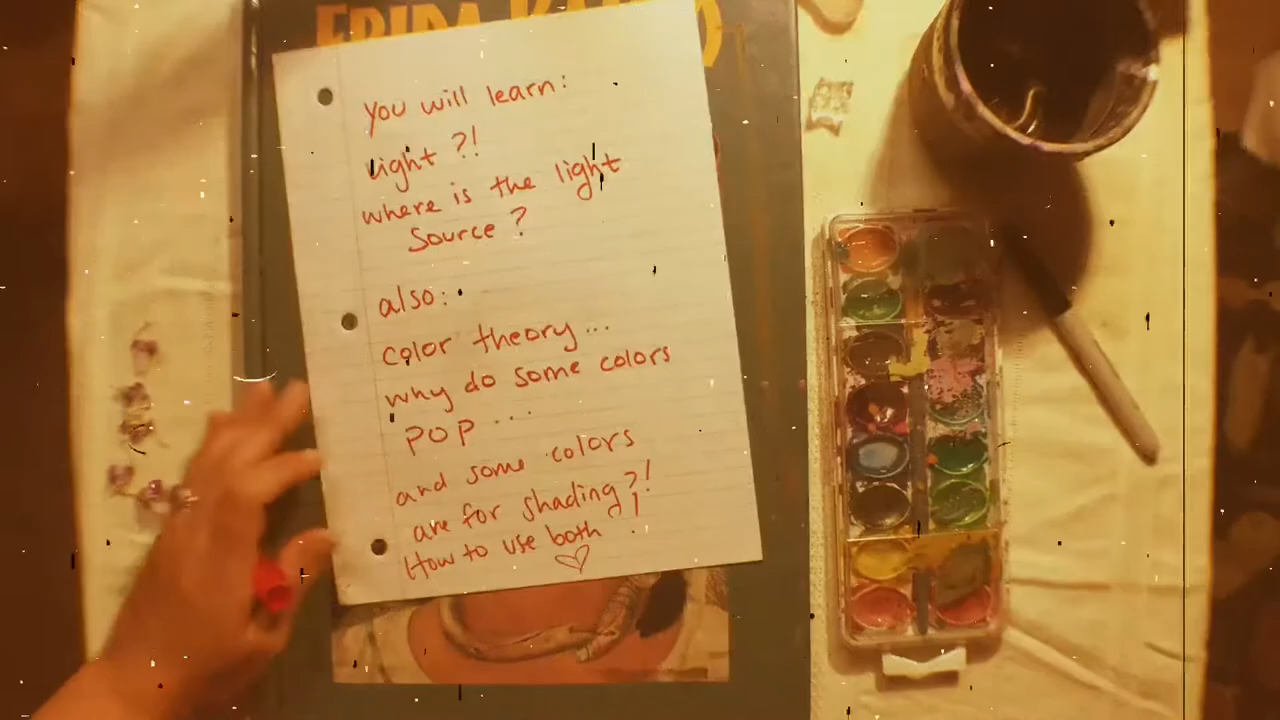 FRIDA KAHLO
You will learn:
Light ?!
where is the light
Source ?
also:
color theory...
why do some colors
POP ....
and some colors
are for shading ?!
How to use both !